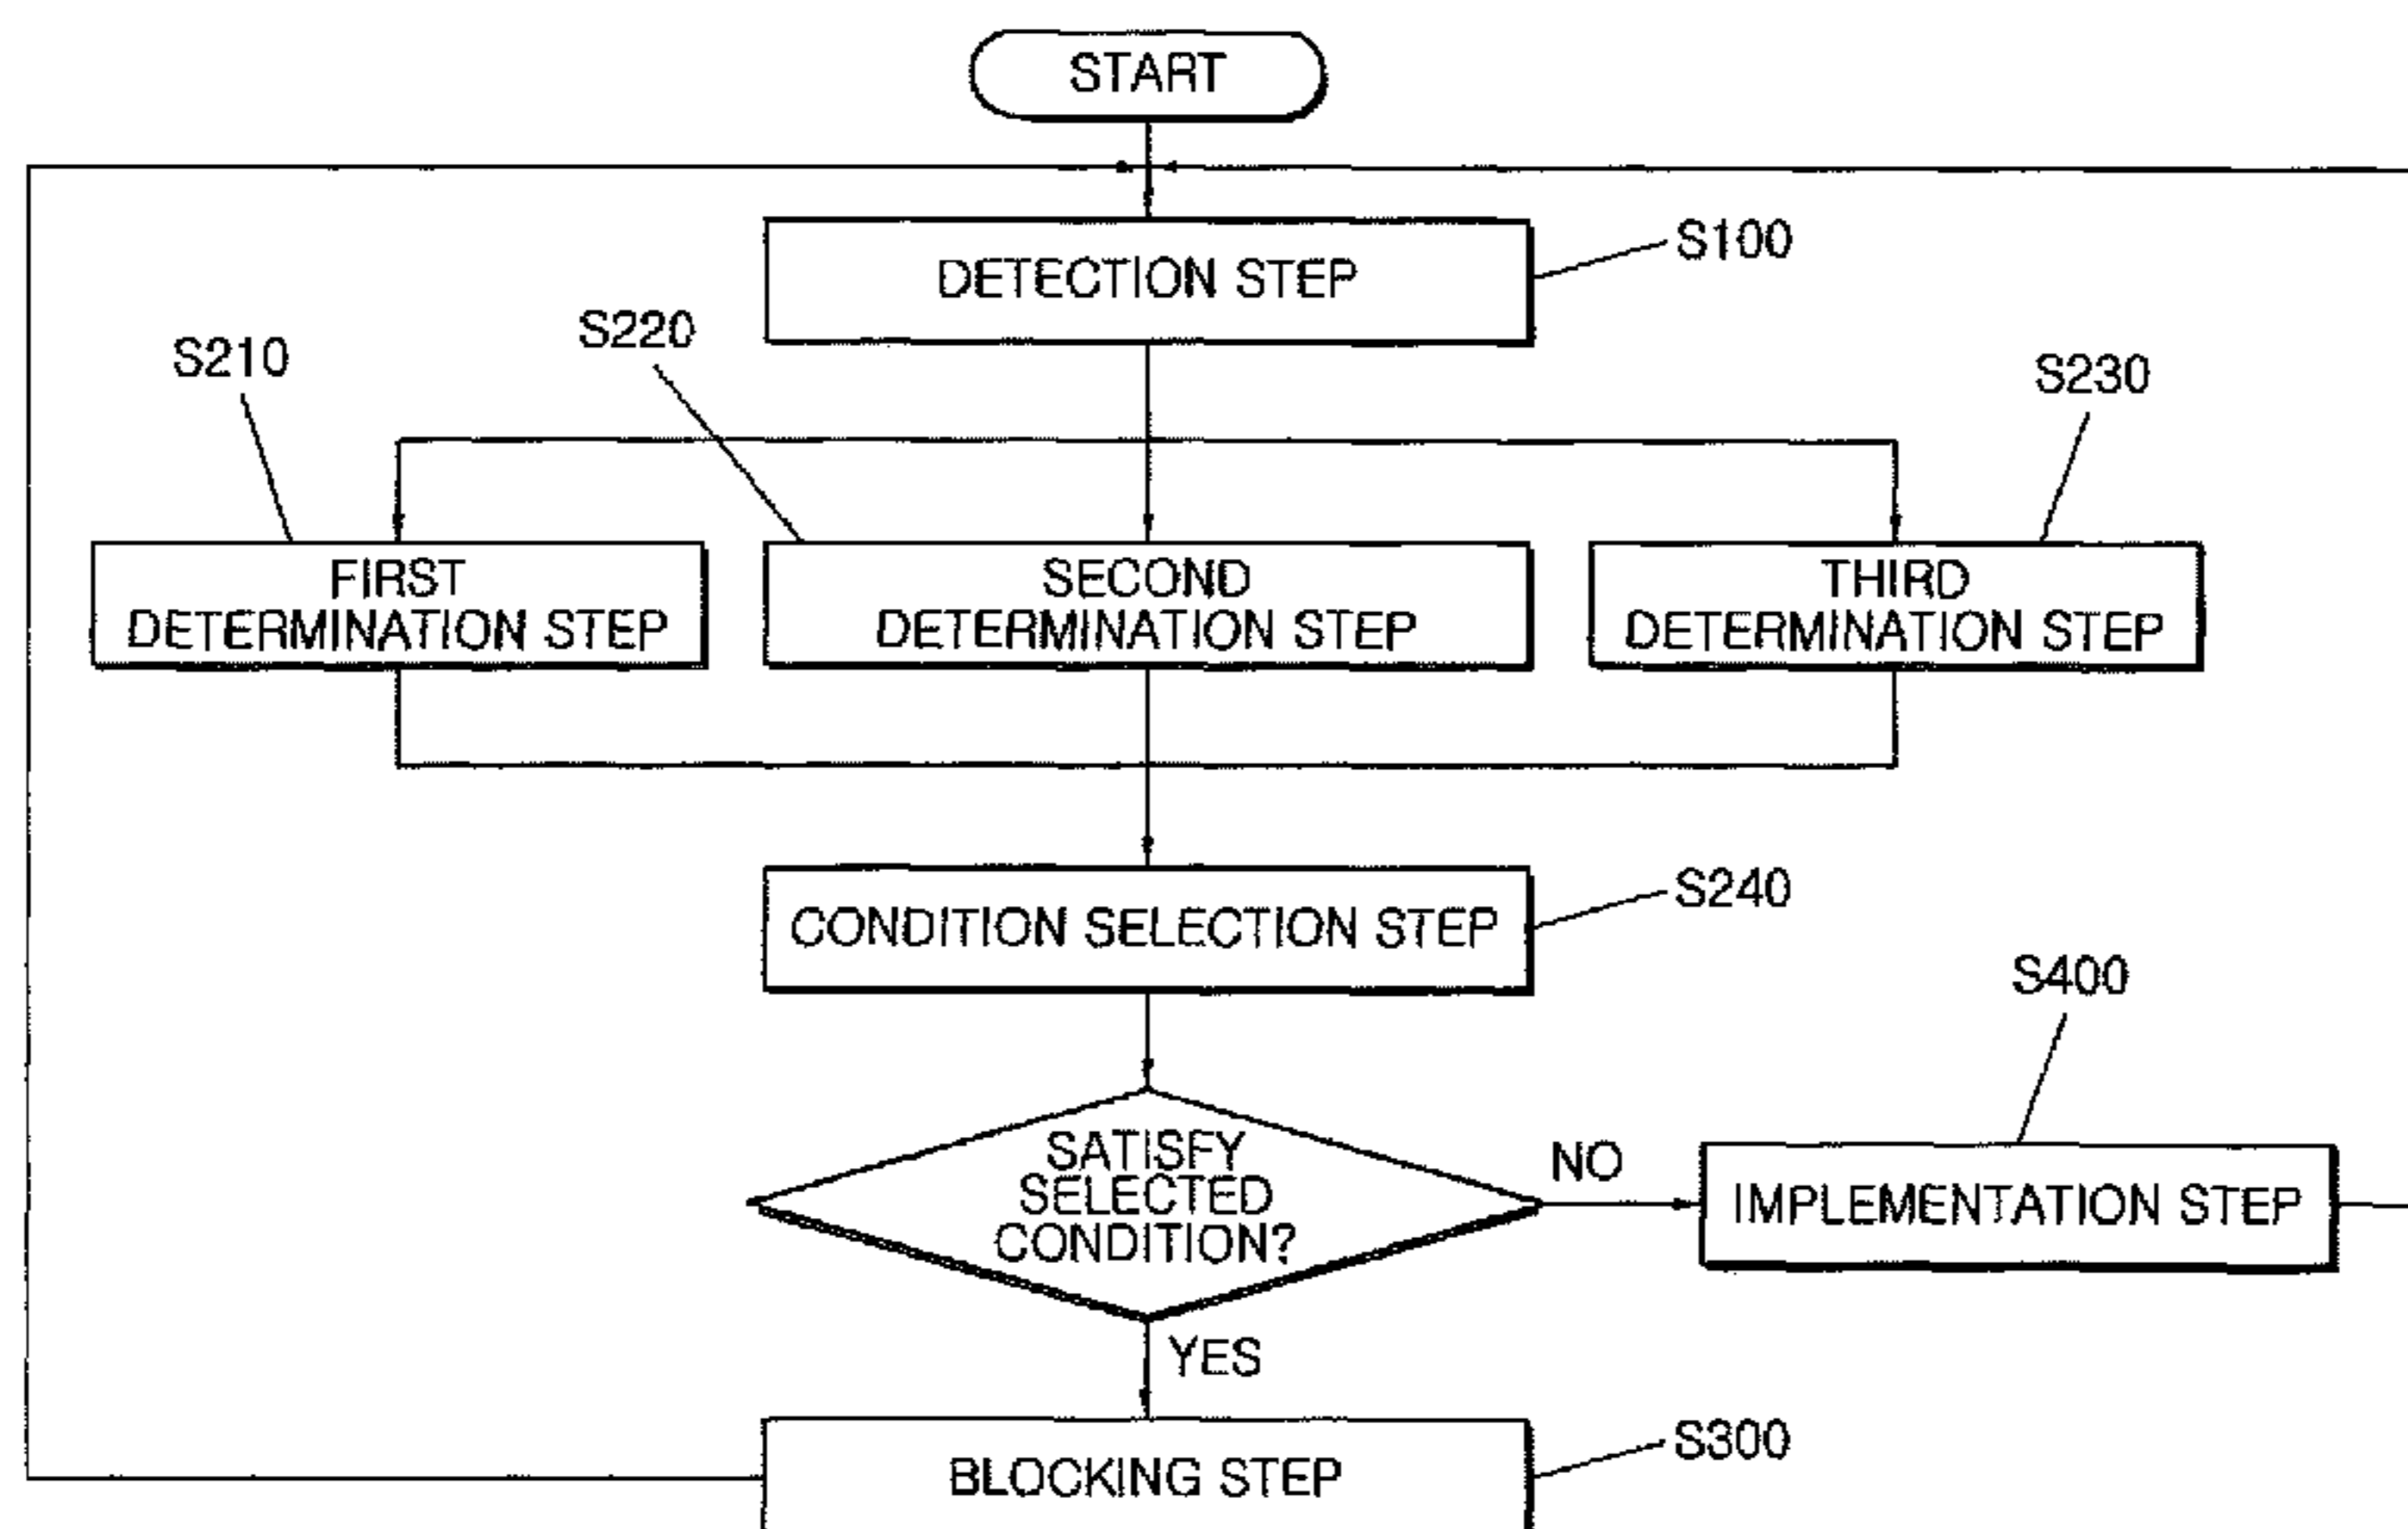 START
DETECTION STEP
S100
S210
S220
S230
FIRST
DETERMINATION STEP
SECOND
DETERMINATION STEP
THIRD
DETERMINATION STEP
CONDITION SELECTION STEP
S240
S400
SATISFY
SELECTED
CONDITION?
NO
IMPLEMENTATION STEP
YES
BLOCKING STEP
S300